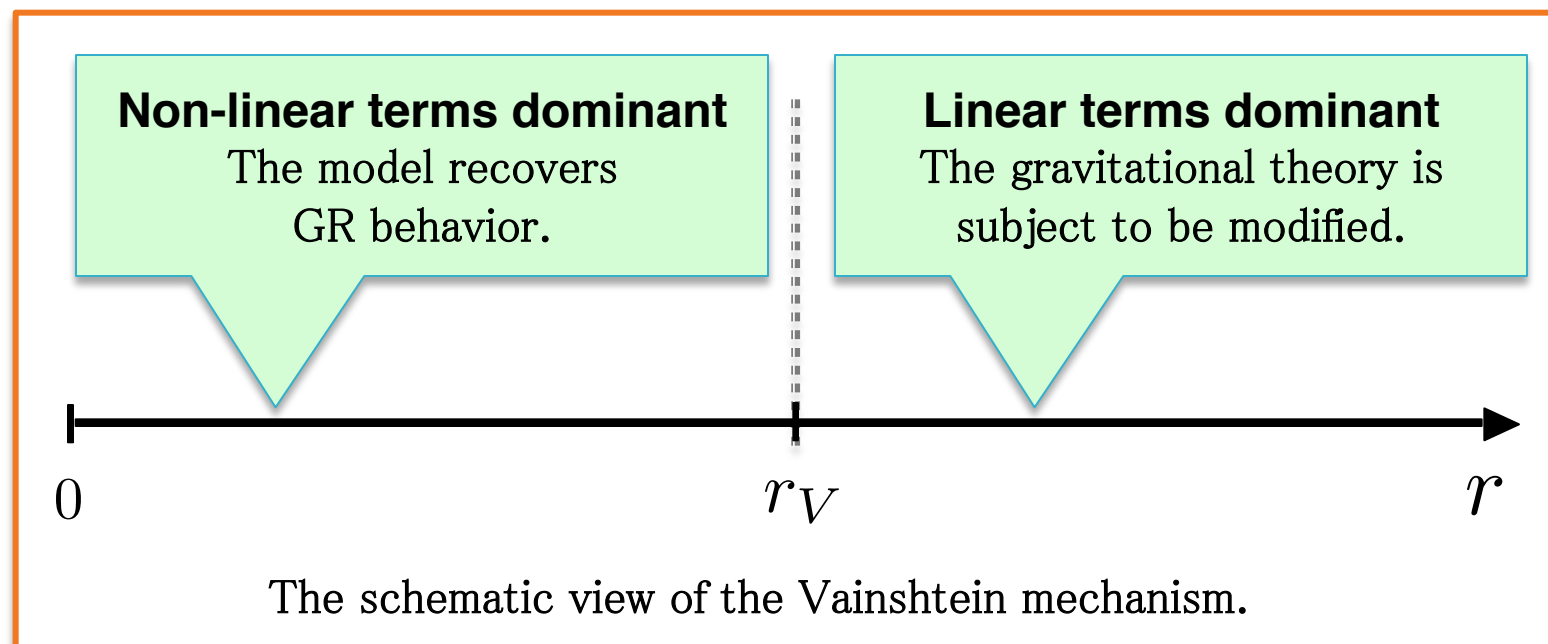 Non-linear terms dominant
The model recovers
GR behavior.
Linear terms dominant
The gravitational theory is
subject to be modified.
0
r_V
r
The schematic view of the Vainshtein mechanism.